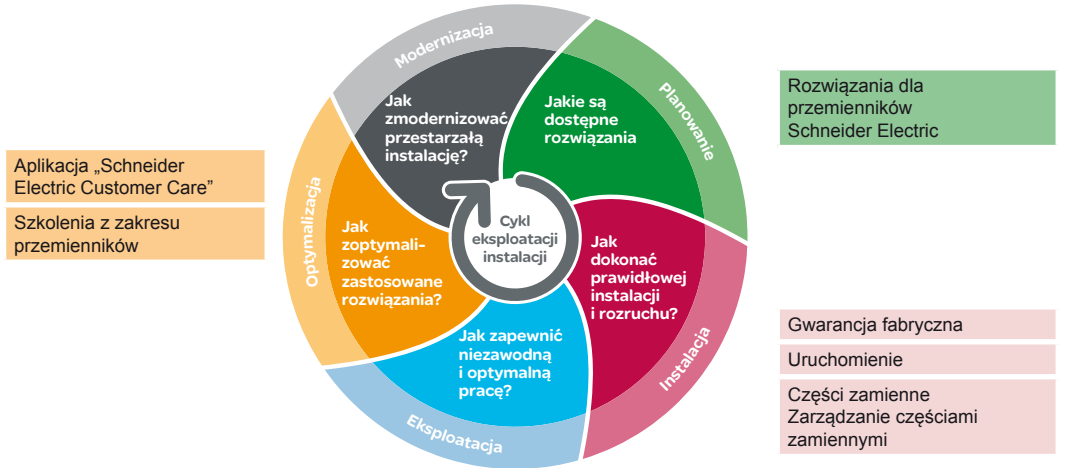 Modernizacja
Jak
zmodernizować
przestarzałą
instalację?
Planowanie
Jakie są
dostępne
rozwiązania
Rozwiązania dla
przemienników
Schneider Electric
Instalacja
Jak
dokonać
prawidłowej
instalacji
i rozruchu?
Gwarancja fabryczna
Uruchomienie
Części zamienne
Zarządzanie częściami
zamiennymi
Eksploatacja
Jak zapewnić
niezawodną
i optymalną
pracę?
Optymalizacja
Jak
zoptymali-
zować
zastosowane
rozwiązania?
Aplikacja „Schneider
Electric Customer Care”
Szkolenia z zakresu
przemienników
Cykl
eksploatacji
instalacji